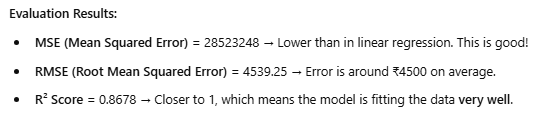 Evaluation Results:
• MSE (Mean Squared Error) = 28523248 → Lower than in linear regression. This is good!
• RMSE (Root Mean Squared Error) = 4539.25 → Error is around ₹4500 on average.
• R² Score = 0.8678 → Closer to 1, which means the model is fitting the data very well.